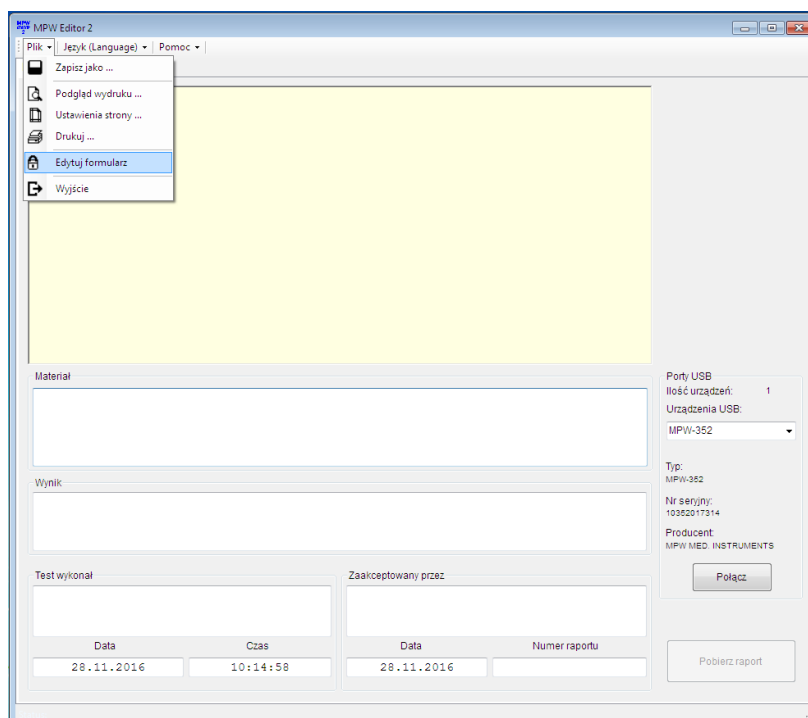 MPW Editor 2
Plik Język (Language) Pomoc
Zapisz jako ...
Podgląd wydruku ...
Ustawienia strony ...
Drukuj ...
Edytuj formularz
Wyjście
Materiał
Wynik
Test wykonał
Zaakceptowany przez
Data Czas Data Numer raportu
28.11.2016 10:14:58 28.11.2016
Porty USB
Ilość urządzeń: 1
Urządzenia USB:
MPW-352
Typ:
MPW-352
Nr seryjny:
10352017314
Producent:
MPW MED. INSTRUMENTS
Połącz
Pobierz raport